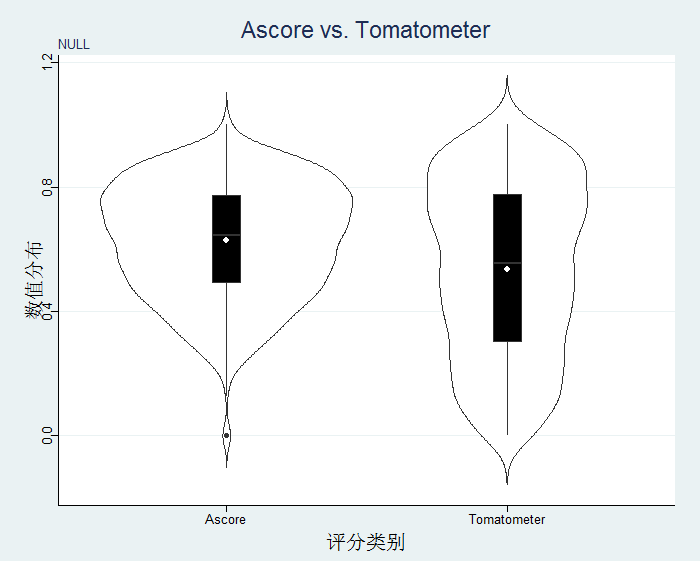 Ascore vs. Tomatometer
NULL
1.2
0.8
0.4
0.0
数值分布
Ascore
Tomatometer
评分类别